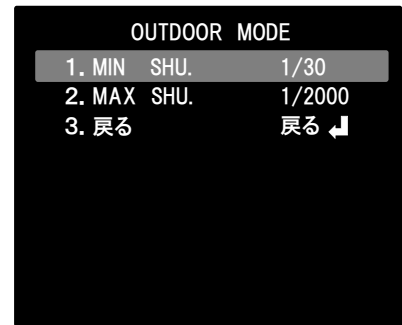 OUTDOOR MODE
1. MIN SHU. 1/30
2. MAX SHU. 1/2000
3. 戻る 戻る ↲